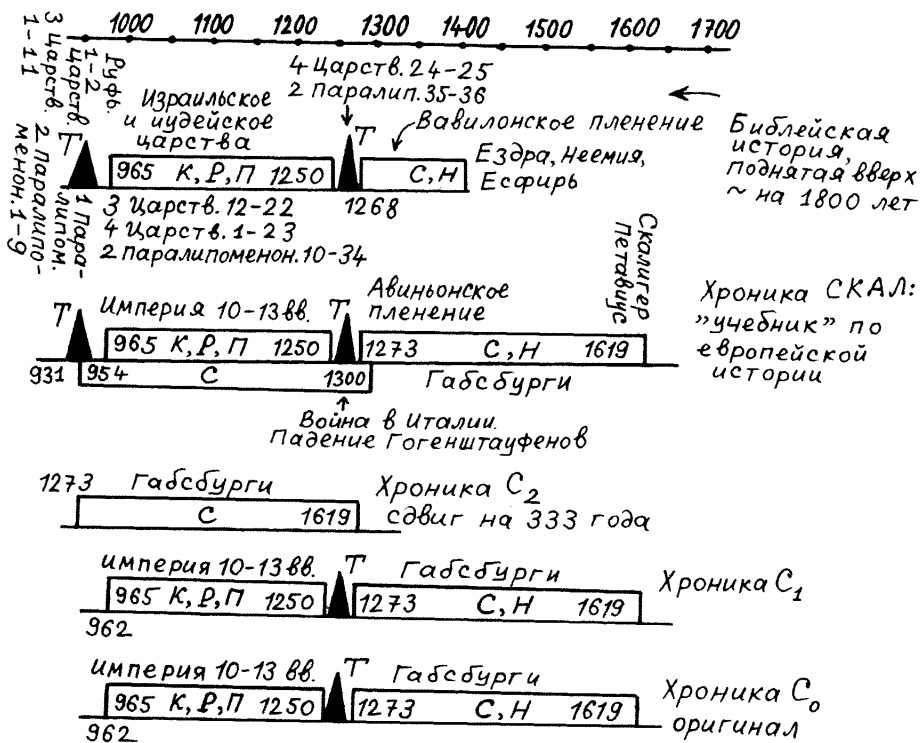 1000 1100 1200 1300 1400 1500 1600 1700
Руфь.
1-2
Царств.
3 Царств.
1-11
4 Царств. 24-25
2 Паралип. 35-36
Израильское
и иудейское
царства
Вавилонское пленение
Библейская
история,
поднятая вверх
~ на 1800 лет
Т
965 К, Р, П 1250
Т
С, Н
Ездра, Неемия,
Есфирь
1268
3 Царств. 12-22
4 Царств. 1-23
2 Паралипоменон. 10-34
1 Пара-
липом.
2 Паралипо-
менон. 1-9
Скалигер
Петавиус
Т
Империя 10-13 вв.
Т
Авиньонское
пленение
Хроника СКАЛ:
"учебник" по
европейской
истории
965 К, Р, П 1250
1273 С, Н 1619
931
954 С 1300
Габсбурги
Война в Италии.
Падение Гогенштауфенов
1273 Габсбурги
С 1619
Хроника С2
сдвиг на 333 года
империя 10-13 вв.
Т
Габсбурги
965 К, Р, П 1250
1273 С, Н 1619
Хроника С1
962
империя 10-13 вв.
Т
Габсбурги
965 К, Р, П 1250
1273 С, Н 1619
Хроника С0
оригинал
962